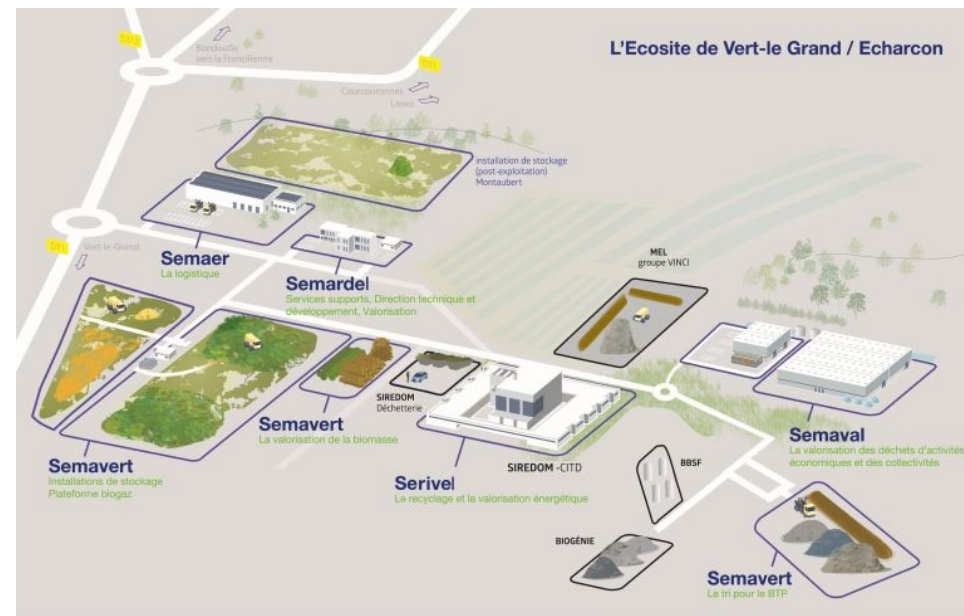 L'Ecosite de Vert-le Grand / Echarcon
Bondoufle
vers la Francilienne
D31
Courcouronnes
Lisses
installation de stockage
(post-exploitation)
Montaubert
D31
Vert-le-Grand
Semaer
La logistique
Semardel
Services supports, Direction technique et
développement, Valorisation
MEL
groupe VINCI
SIREDOM
Déchetterie
Semavert
La valorisation de la biomasse
Semavert
Installations de stockage
Plateforme biogaz
Serivel
Le recyclage et la valorisation énergétique
SIREDOM -CITD
BBSF
Semaval
La valorisation des déchets d'activités
économiques et des collectivités
BIOGÉNIE
Semavert
Le tri pour le BTP